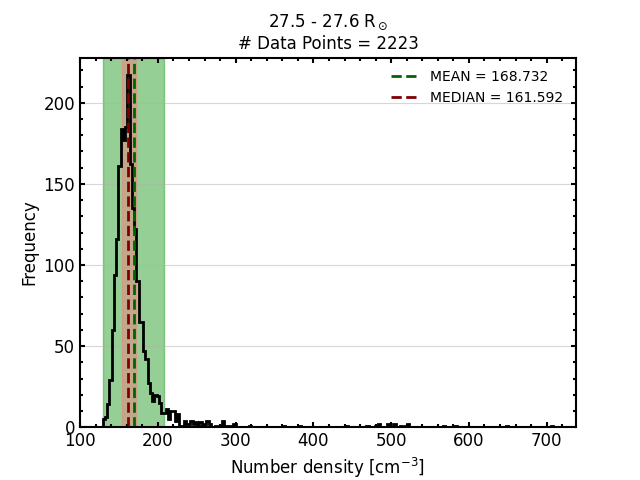 27.5 - 27.6 R⊙
# Data Points = 2223
MEAN = 168.732
MEDIAN = 161.592
200
150
100
50
0
Frequency
100 200 300 400 500 600 700
Number density [cm⁻³]